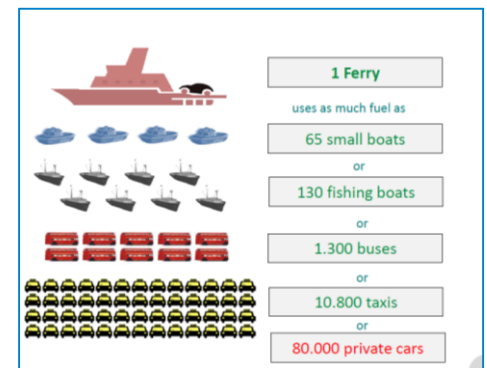 1 Ferry
uses as much fuel as
65 small boats
or
130 fishing boats
or
1.300 buses
or
10.800 taxis
or
80.000 private cars